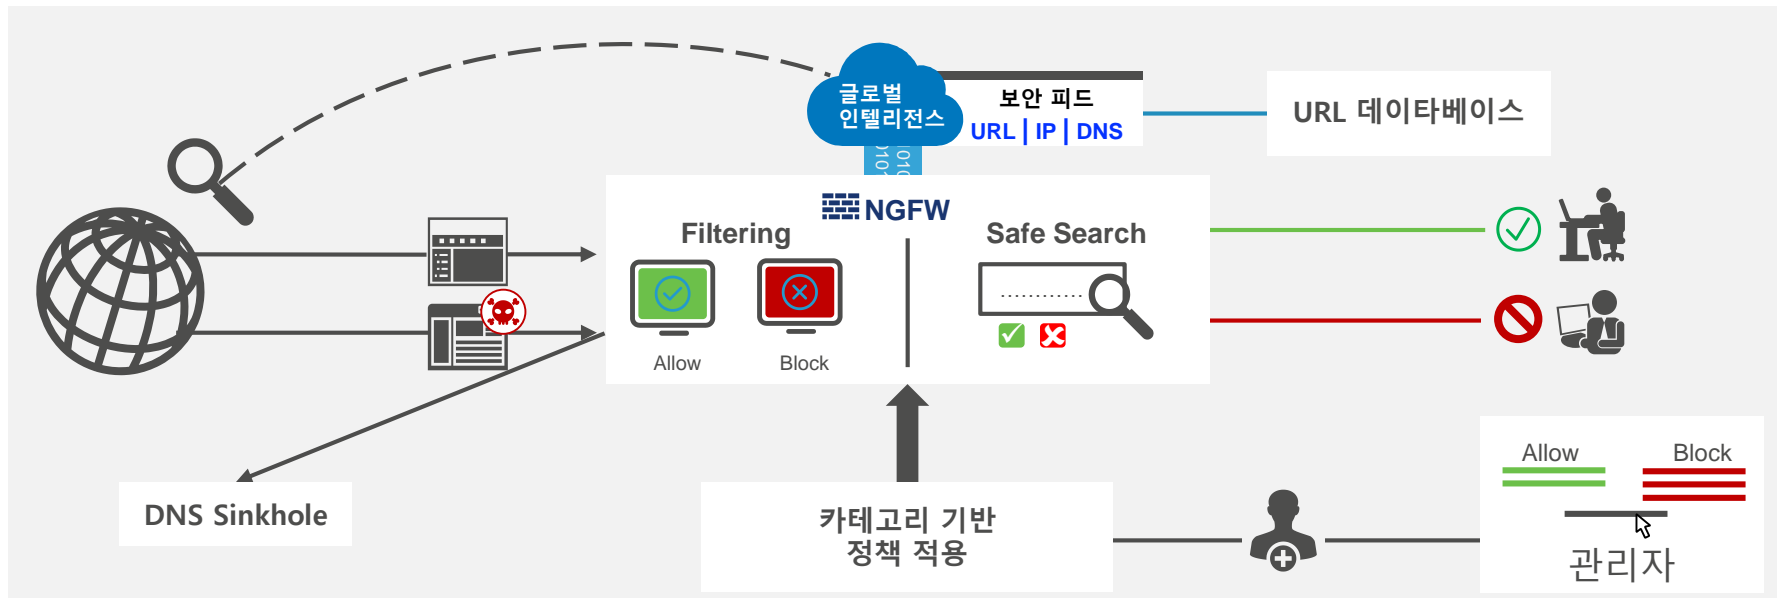 글로벌
인텔리전스
보안 피드
URL | IP | DNS
URL 데이타베이스
NGFW
Filtering
Safe Search
Allow
Block
DNS Sinkhole
카테고리 기반
정책 적용
Allow
Block
관리자